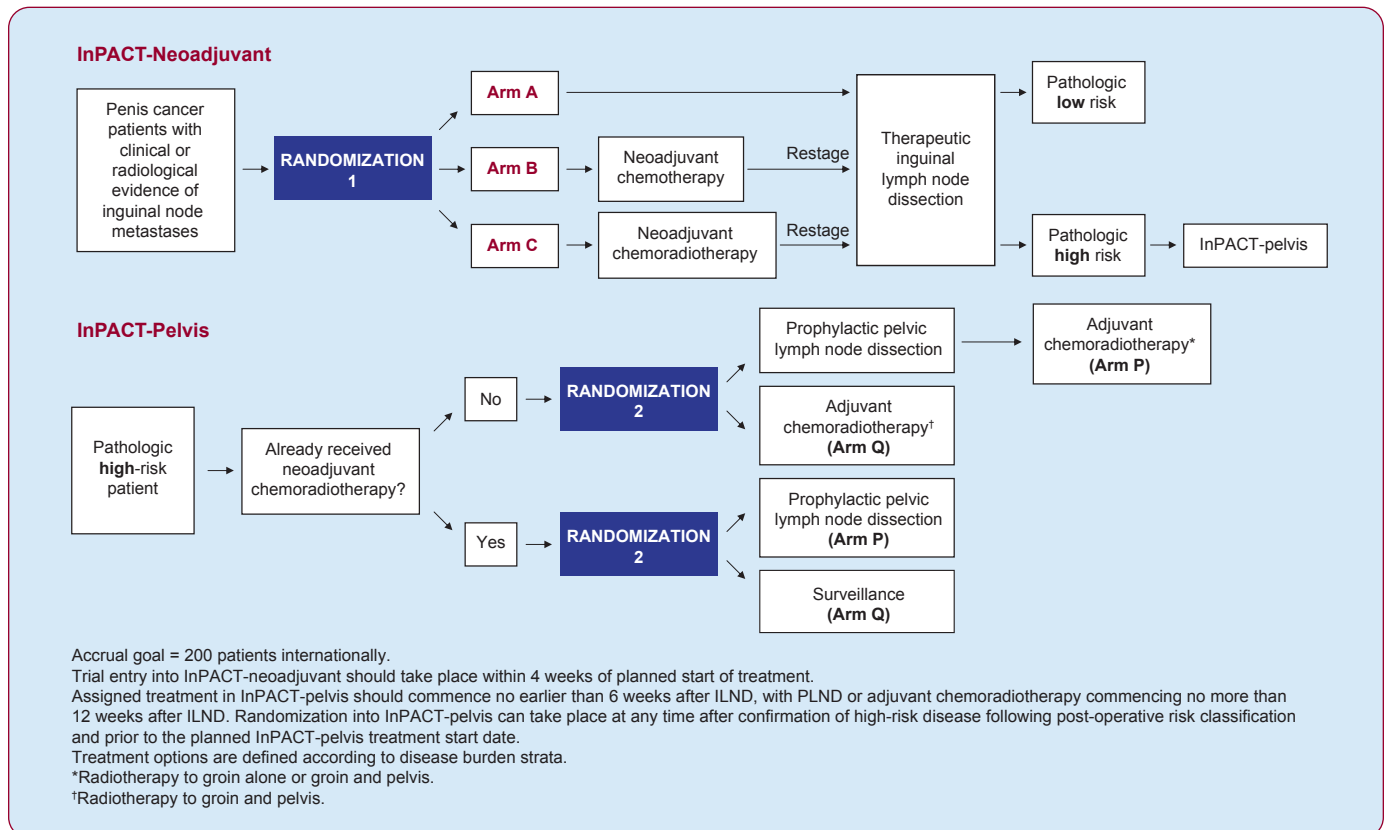 InPACT-Neoadjuvant
Penis cancer
patients with
clinical or
radiological
evidence of
inguinal node
metastases
RANDOMIZATION
1
Arm A
Arm B
Neoadjuvant
chemotherapy
Restage
Arm C
Neoadjuvant
chemoradiotherapy
Restage
Therapeutic
inguinal
lymph node
dissection
Pathologic
low risk
Pathologic
high risk
InPACT-pelvis
InPACT-Pelvis
Pathologic
high-risk
patient
Already received
neoadjuvant
chemoradiotherapy?
No
RANDOMIZATION
2
Prophylactic pelvic
lymph node dissection
Adjuvant
chemoradiotherapy*
(Arm P)
Adjuvant
chemoradiotherapy†
(Arm Q)
Yes
RANDOMIZATION
2
Prophylactic pelvic
lymph node dissection
(Arm P)
Surveillance
(Arm Q)
Accrual goal = 200 patients internationally.
Trial entry into InPACT-neoadjuvant should take place within 4 weeks of planned start of treatment.
Assigned treatment in InPACT-pelvis should commence no earlier than 6 weeks after ILND, with PLND or adjuvant chemoradiotherapy commencing no more than
12 weeks after ILND. Randomization into InPACT-pelvis can take place at any time after confirmation of high-risk disease following post-operative risk classification
and prior to the planned InPACT-pelvis treatment start date.
Treatment options are defined according to disease burden strata.
*Radiotherapy to groin alone or groin and pelvis.
†Radiotherapy to groin and pelvis.